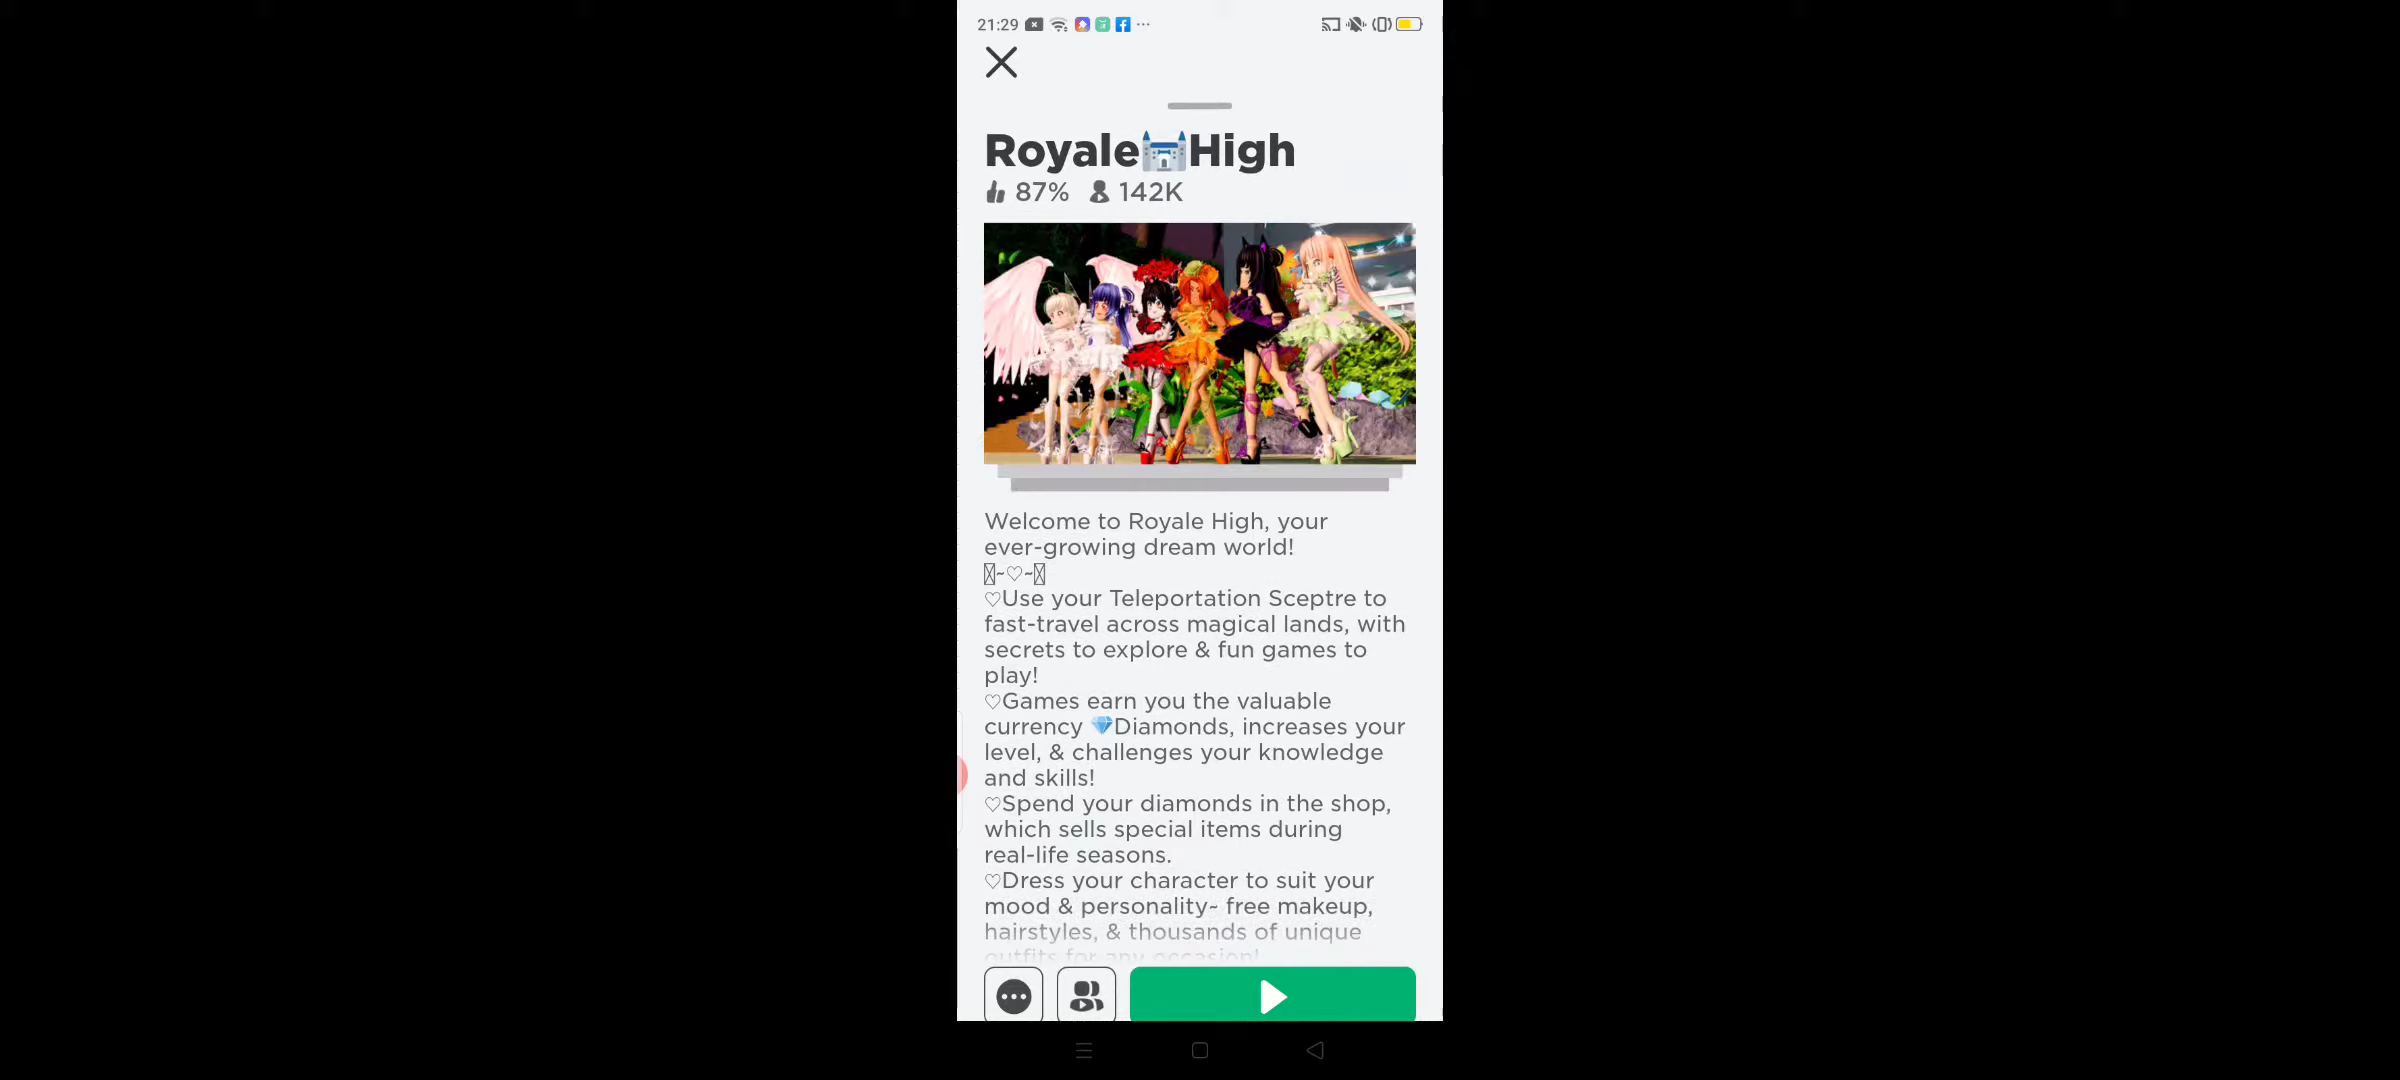 21:29
Royale🏰High
87% 142K
Welcome to Royale High, your
ever-growing dream world!
~♡~
♡Use your Teleportation Sceptre to
fast-travel across magical lands, with
secrets to explore & fun games to
play!
♡Games earn you the valuable
currency 💎Diamonds, increases your
level, & challenges your knowledge
and skills!
♡Spend your diamonds in the shop,
which sells special items during
real-life seasons.
♡Dress your character to suit your
mood & personality~ free makeup,
hairstyles, & thousands of unique
outfits for any occasion!